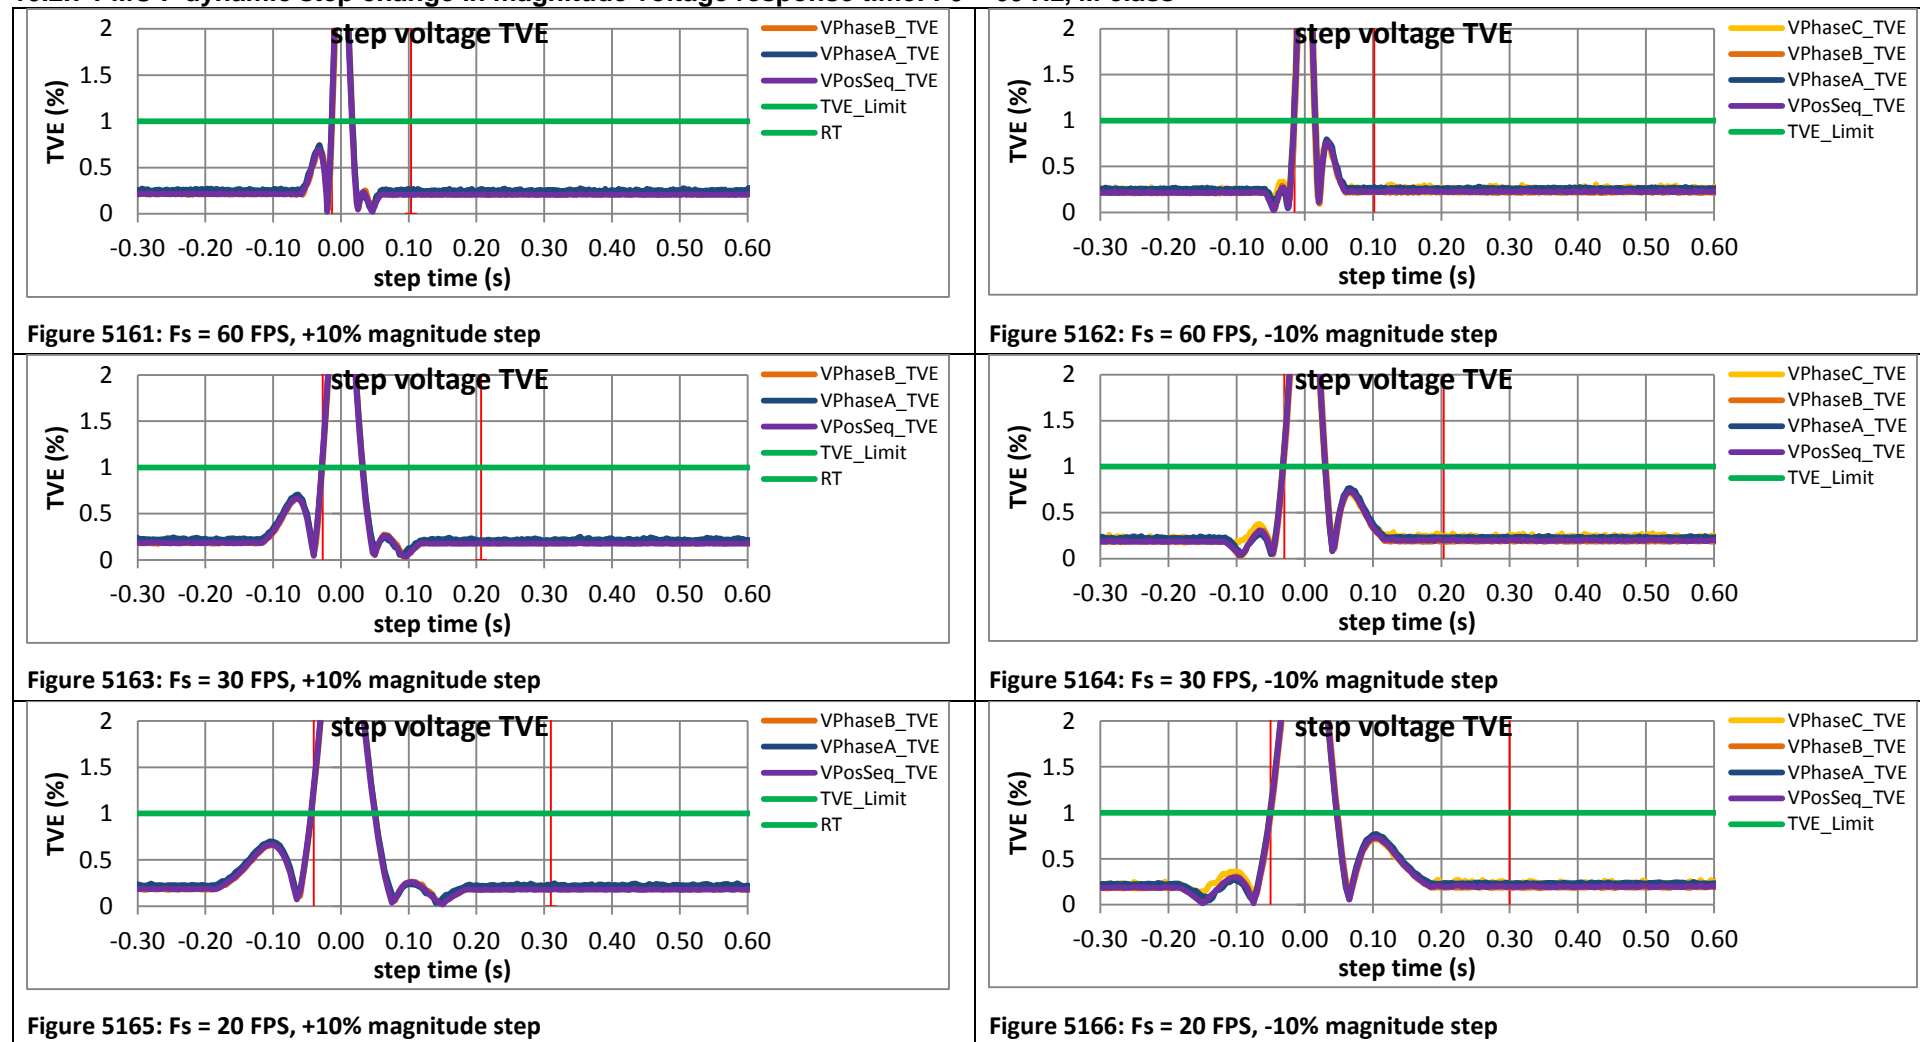 step voltage TVE
2
1.5
1
0.5
0
TVE (%)
-0.30 -0.20 -0.10 0.00 0.10 0.20 0.30 0.40 0.50 0.60
step time (s)
VPhaseB_TVE
VPhaseA_TVE
VPosSeq_TVE
TVE_Limit
RT
Figure 5161: Fs = 60 FPS, +10% magnitude step
step voltage TVE
2
1.5
1
0.5
0
TVE (%)
-0.30 -0.20 -0.10 0.00 0.10 0.20 0.30 0.40 0.50 0.60
step time (s)
VPhaseC_TVE
VPhaseB_TVE
VPhaseA_TVE
VPosSeq_TVE
TVE_Limit
Figure 5162: Fs = 60 FPS, -10% magnitude step
step voltage TVE
2
1.5
1
0.5
0
TVE (%)
-0.30 -0.20 -0.10 0.00 0.10 0.20 0.30 0.40 0.50 0.60
step time (s)
VPhaseB_TVE
VPhaseA_TVE
VPosSeq_TVE
TVE_Limit
RT
Figure 5163: Fs = 30 FPS, +10% magnitude step
step voltage TVE
2
1.5
1
0.5
0
TVE (%)
-0.30 -0.20 -0.10 0.00 0.10 0.20 0.30 0.40 0.50 0.60
step time (s)
VPhaseC_TVE
VPhaseB_TVE
VPhaseA_TVE
VPosSeq_TVE
TVE_Limit
Figure 5164: Fs = 30 FPS, -10% magnitude step
step voltage TVE
2
1.5
1
0.5
0
TVE (%)
-0.30 -0.20 -0.10 0.00 0.10 0.20 0.30 0.40 0.50 0.60
step time (s)
VPhaseB_TVE
VPhaseA_TVE
VPosSeq_TVE
TVE_Limit
RT
Figure 5165: Fs = 20 FPS, +10% magnitude step
step voltage TVE
2
1.5
1
0.5
0
TVE (%)
-0.30 -0.20 -0.10 0.00 0.10 0.20 0.30 0.40 0.50 0.60
step time (s)
VPhaseC_TVE
VPhaseB_TVE
VPhaseA_TVE
VPosSeq_TVE
TVE_Limit
Figure 5166: Fs = 20 FPS, -10% magnitude step